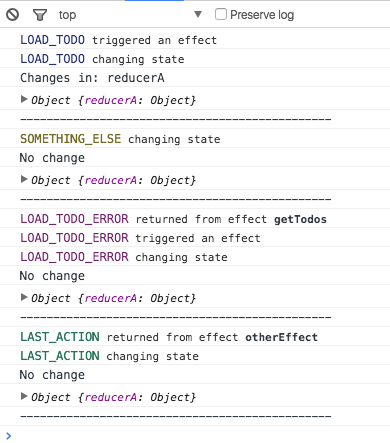 top Preserve log
LOAD_TODO triggered an effect
LOAD_TODO changing state
Changes in: reducerA
Object {reducerA: Object}
------------------------------------------------
SOMETHING_ELSE changing state
No change
Object {reducerA: Object}
------------------------------------------------
LOAD_TODO_ERROR returned from effect getTodos
LOAD_TODO_ERROR triggered an effect
LOAD_TODO_ERROR changing state
No change
Object {reducerA: Object}
------------------------------------------------
LAST_ACTION returned from effect otherEffect
LAST_ACTION changing state
No change
Object {reducerA: Object}
------------------------------------------------